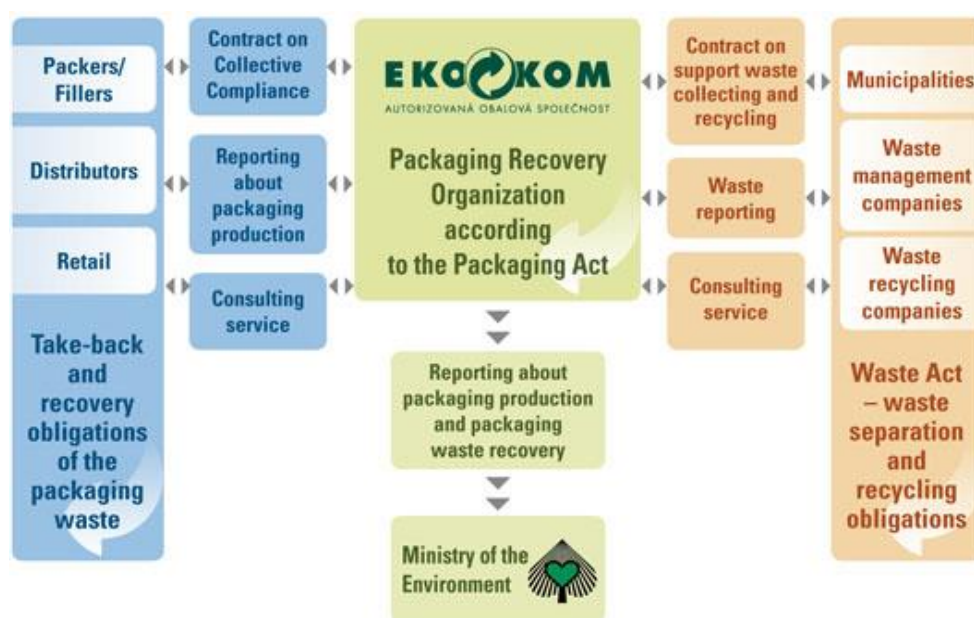 Packers/
Fillers
Distributors
Retail
Take-back
and
recovery
obligations
of the
packaging
waste
Contract on
Collective
Compliance
Reporting
about
packaging
production
Consulting
service
EKO KOM
AUTORIZOVANÁ OBALOVÁ SPOLEČNOST
Packaging Recovery
Organization
according
to the Packaging Act
Reporting about
packaging production
and packaging
waste recovery
Ministry of the
Environment
Contract on
support waste
collecting and
recycling
Waste
reporting
Consulting
service
Municipalities
Waste
management
companies
Waste
recycling
companies
Waste Act
– waste
separation
and
recycling
obligations